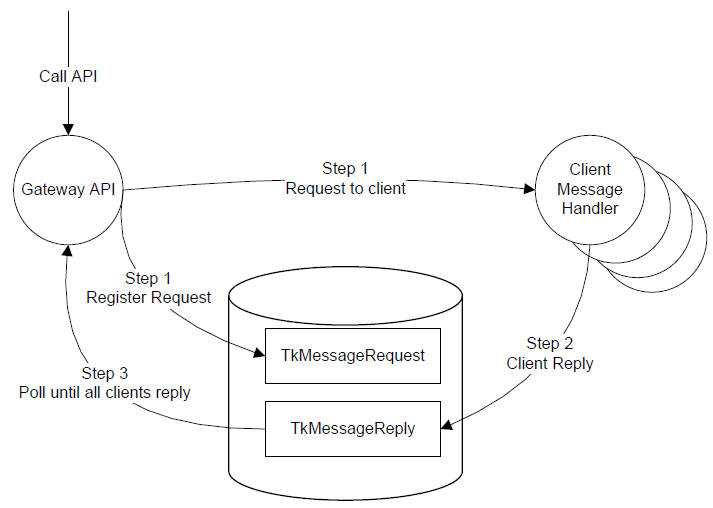 Call API
Gateway API
Step 1
Request to client
Client
Message
Handler
Step 1
Register Request
Step 2
Client Reply
TkMessageRequest
Step 3
Poll until all clients reply
TkMessageReply